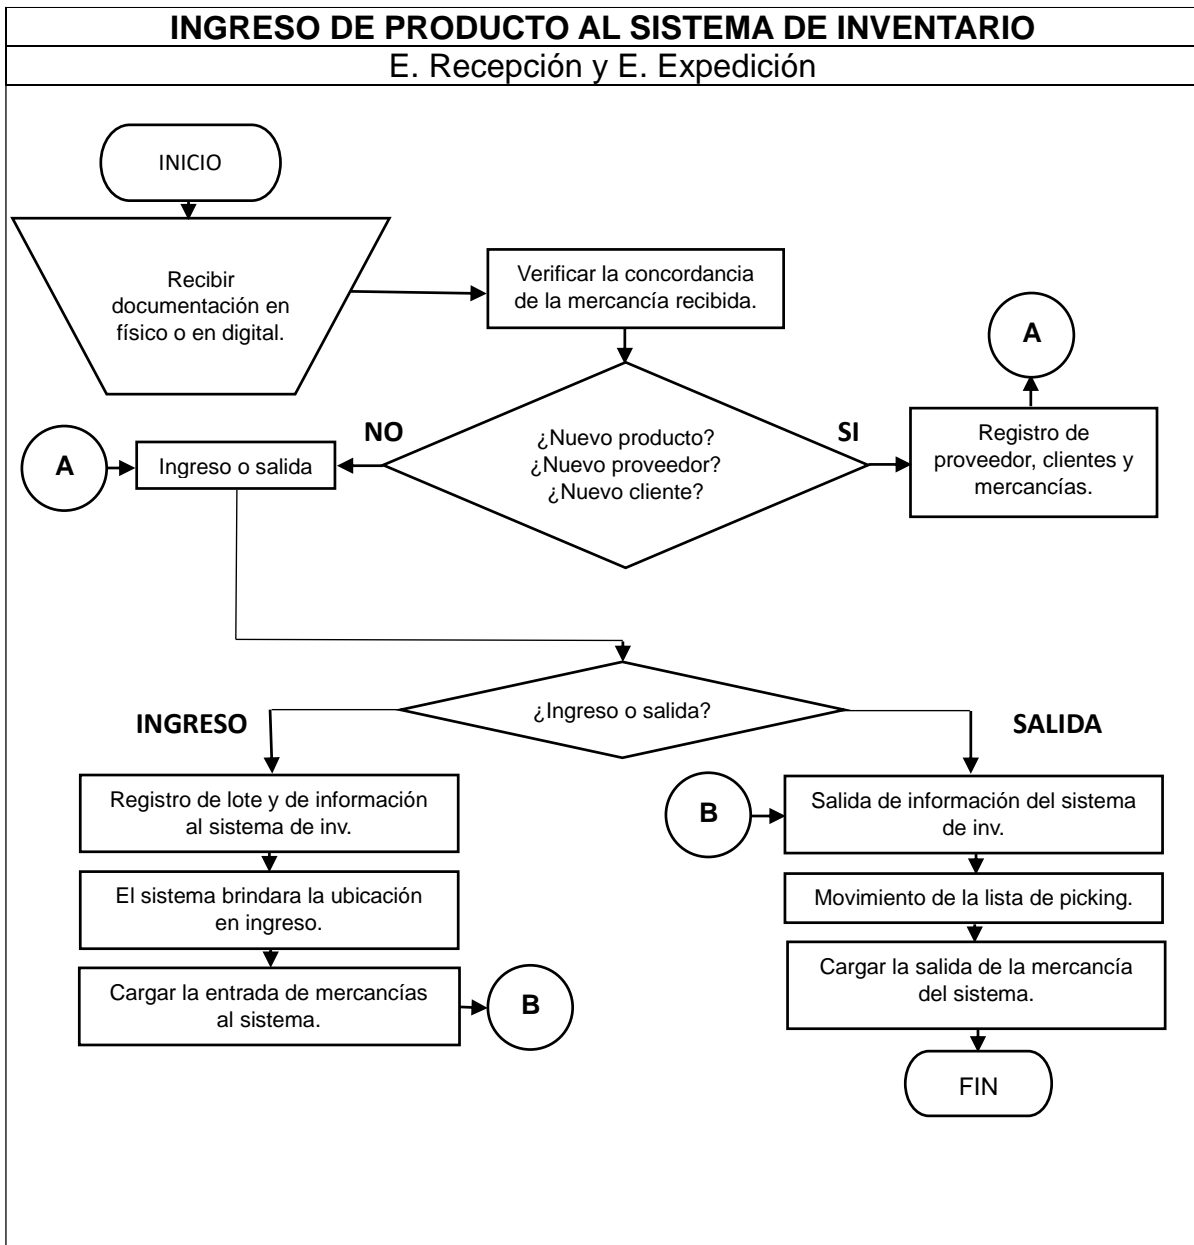 INGRESO DE PRODUCTO AL SISTEMA DE INVENTARIO
E. Recepción y E. Expedición
INICIO
Recibir
documentación en
físico o en digital.
Verificar la concordancia
de la mercancía recibida.
A
NO
¿Nuevo producto?
¿Nuevo proveedor?
¿Nuevo cliente?
SI
Registro de
proveedor, clientes y
mercancías.
A
Ingreso o salida
¿Ingreso o salida?
INGRESO
SALIDA
Registro de lote y de información
al sistema de inv.
B
Salida de información del sistema
de inv.
El sistema brindara la ubicación
en ingreso.
Movimiento de la lista de picking.
Cargar la entrada de mercancías
al sistema.
B
Cargar la salida de la mercancía
del sistema.
FIN